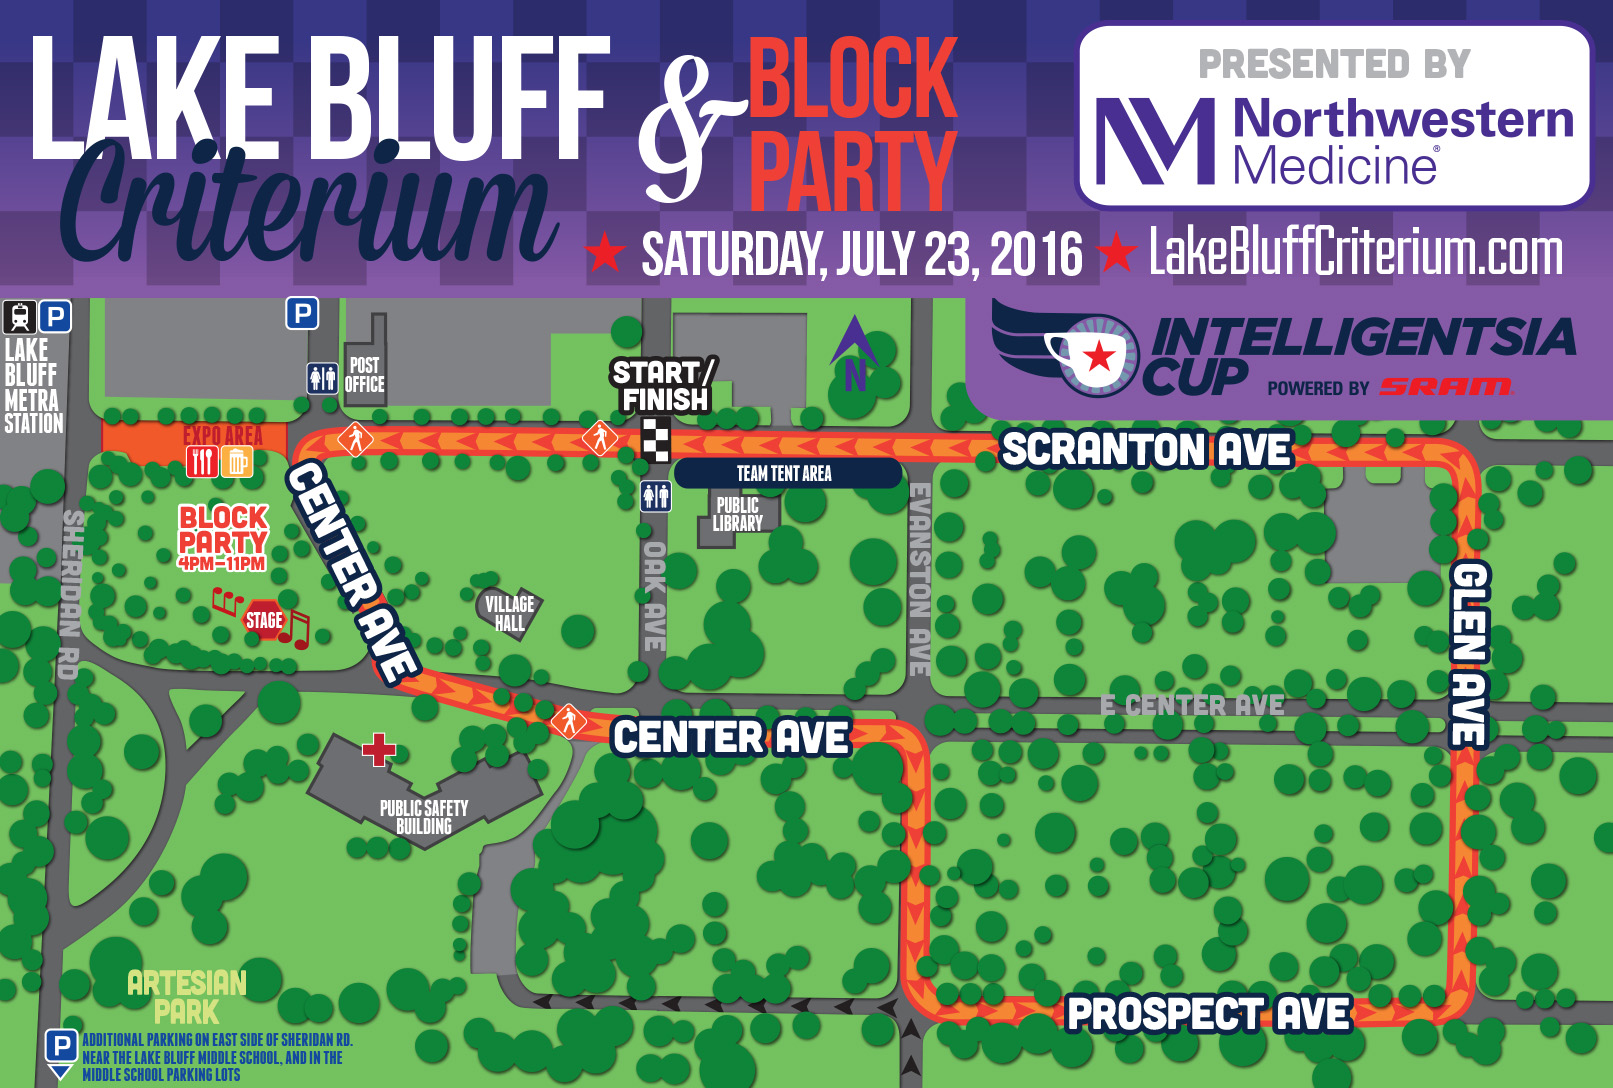 LAKE BLUFF
Criterium
&
BLOCK
PARTY
PRESENTED BY
Northwestern
Medicine®
★ SATURDAY, JULY 23, 2016 ★ LakeBluffCriterium.com
INTELLIGENTSIA
CUP
POWERED BY SRAM
P
P
LAKE
BLUFF
METRA
STATION
POST
OFFICE
START/
FINISH
N
EXPO AREA
SCRANTON AVE
TEAM TENT AREA
PUBLIC
LIBRARY
BLOCK
PARTY
4PM–11PM
STAGE
SHERIDAN RD
CENTER AVE
VILLAGE
HALL
OAK AVE
EVANSTON AVE
GLEN AVE
E CENTER AVE
CENTER AVE
PUBLIC SAFETY
BUILDING
ARTESIAN
PARK
PROSPECT AVE
P
ADDITIONAL PARKING ON EAST SIDE OF SHERIDAN RD.
NEAR THE LAKE BLUFF MIDDLE SCHOOL, AND IN THE
MIDDLE SCHOOL PARKING LOTS